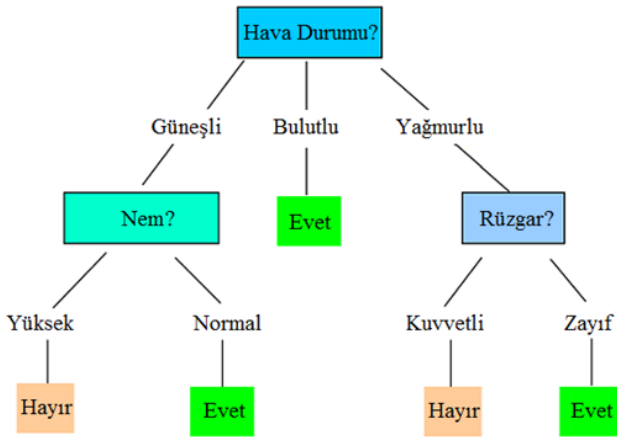 Hava Durumu?
Güneşli
Bulutlu
Yağmurlu
Nem?
Evet
Rüzgar?
Yüksek
Normal
Kuvvetli
Zayıf
Hayır
Evet
Hayır
Evet